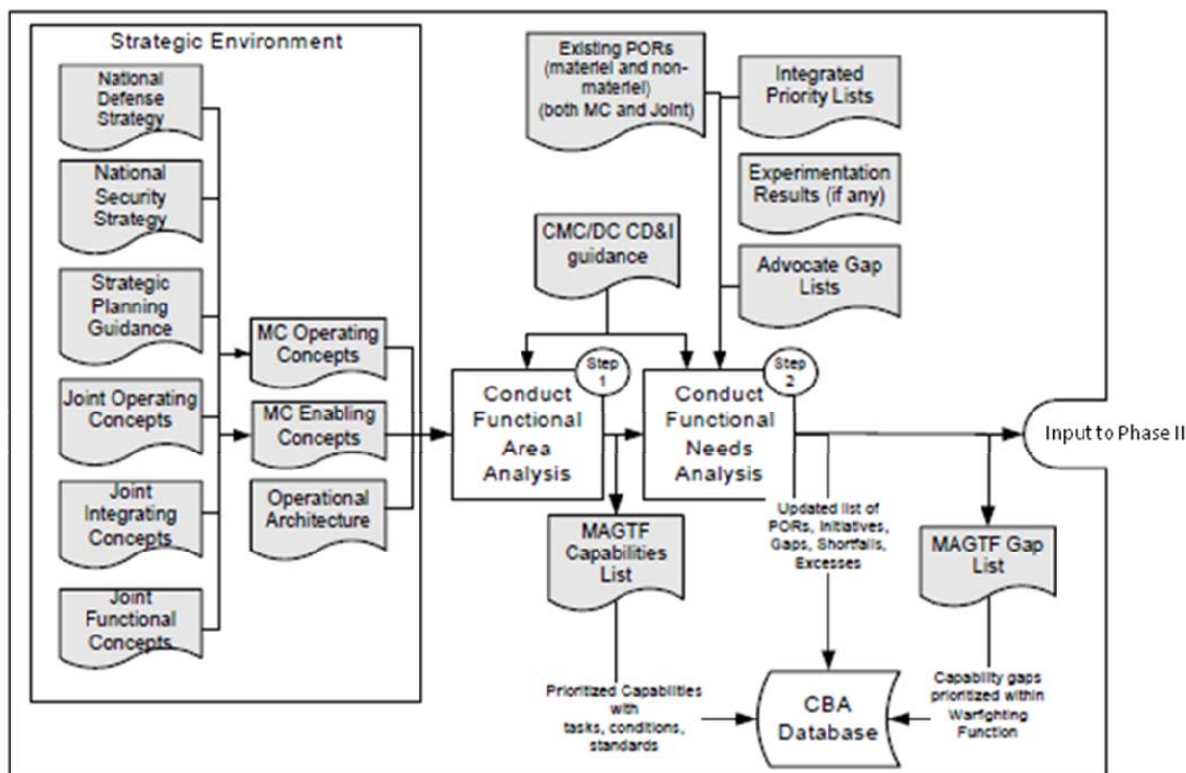 Strategic Environment
National
Defense
Strategy
National
Security
Strategy
Strategic
Planning
Guidance
Joint Operating
Concepts
Joint
Integrating
Concepts
Joint
Functional
Concepts
MC Operating
Concepts
MC Enabling
Concepts
Operational
Architecture
Existing PORs
(materiel and non-
materiel)
(both MC and Joint)
Integrated
Priority Lists
Experimentation
Results (if any)
CMC/DC CD&I
guidance
Advocate Gap
Lists
Step
1
Conduct
Functional
Area
Analysis
Step
2
Conduct
Functional
Needs
Analysis
Input to Phase II
MAGTF
Capabilities
List
Updated list of
PORs, Initiatives,
Gaps, Shortfalls,
Excesses
MAGTF Gap
List
Prioritized Capabilities
with
tasks, conditions,
standards
CBA
Database
Capability gaps
prioritized within
Warfighting
Function